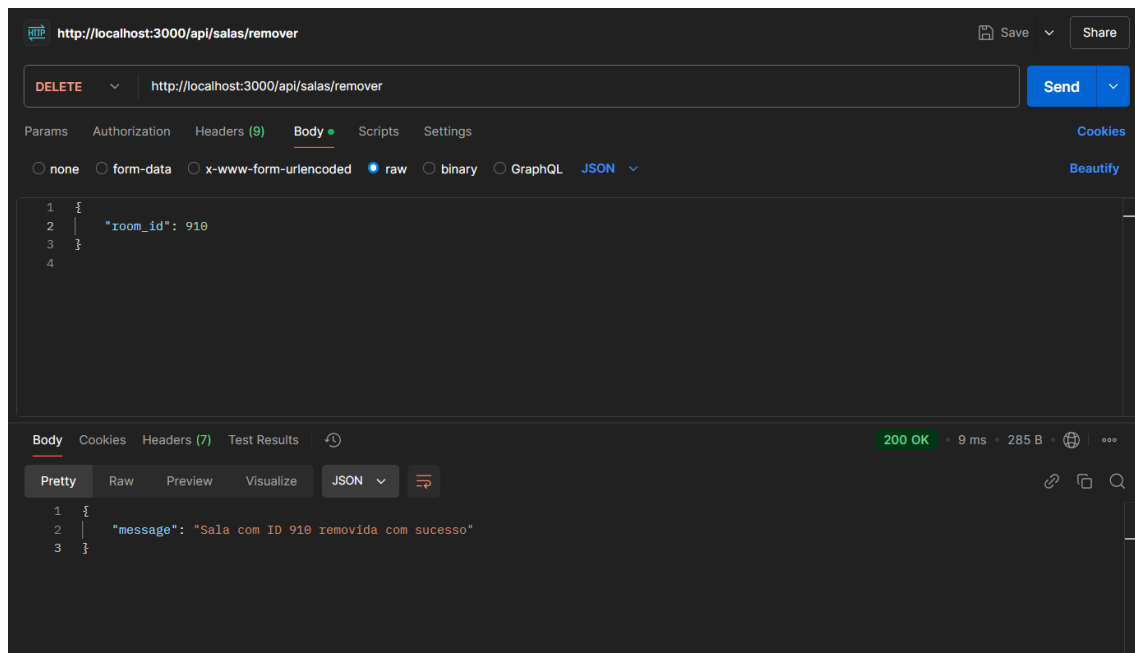 HTTP http://localhost:3000/api/salas/remover Save Share
DELETE http://localhost:3000/api/salas/remover Send
Params Authorization Headers (9) Body Scripts Settings Cookies
none form-data x-www-form-urlencoded raw binary GraphQL JSON Beautify
1 {
2 "room_id": 910
3 }
4
Body Cookies Headers (7) Test Results 200 OK 9 ms 285 B
Pretty Raw Preview Visualize JSON
1 {
2 "message": "Sala com ID 910 removida com sucesso"
3 }